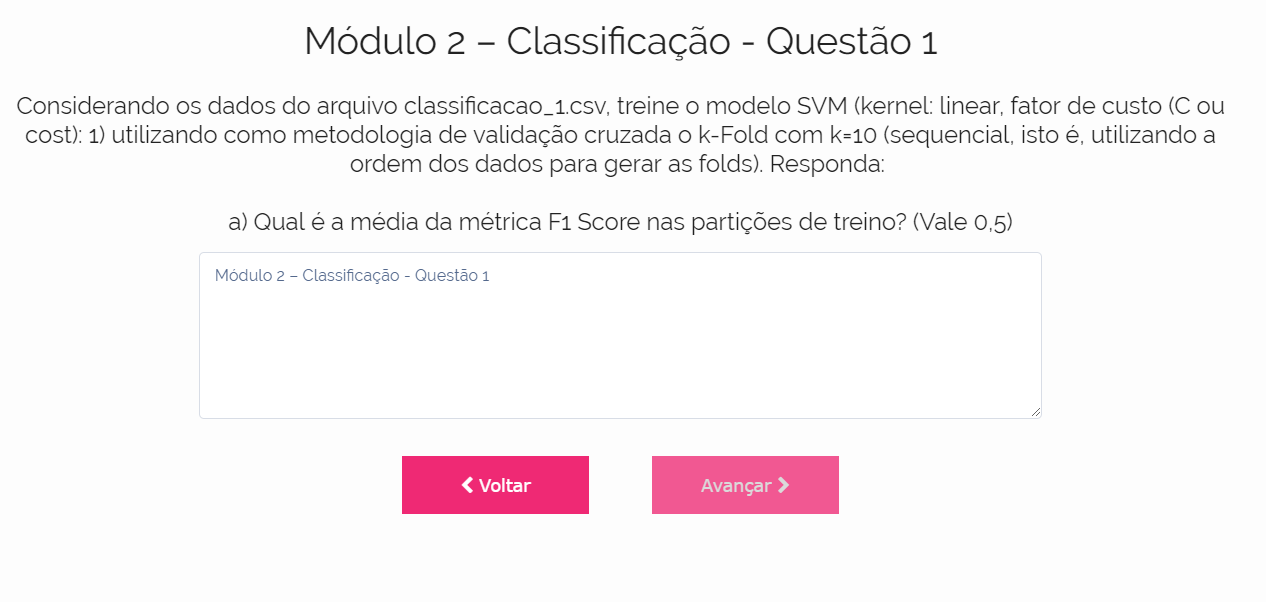 Módulo 2 – Classificação - Questão 1
Considerando os dados do arquivo classificacao_1.csv, treine o modelo SVM (kernel: linear, fator de custo (C ou
cost): 1) utilizando como metodologia de validação cruzada o k-Fold com k=10 (sequencial, isto é, utilizando a
ordem dos dados para gerar as folds). Responda:
a) Qual é a média da métrica F1 Score nas partições de treino? (Vale 0,5)
Módulo 2 – Classificação - Questão 1
Voltar
Avançar